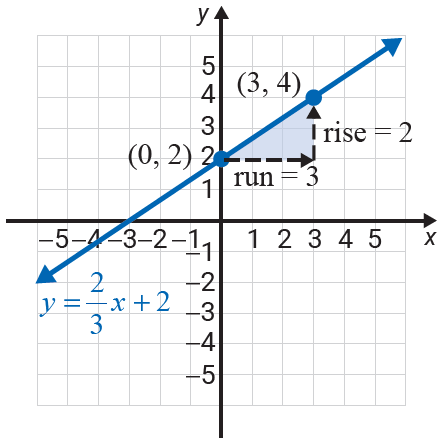 y
5
4
(3, 4)
3
rise = 2
(0, 2)
2
run = 3
1
−5 −4 −3 −2 −1 1 2 3 4 5 x
−1
y = 2/3 x + 2
−2
−3
−4
−5